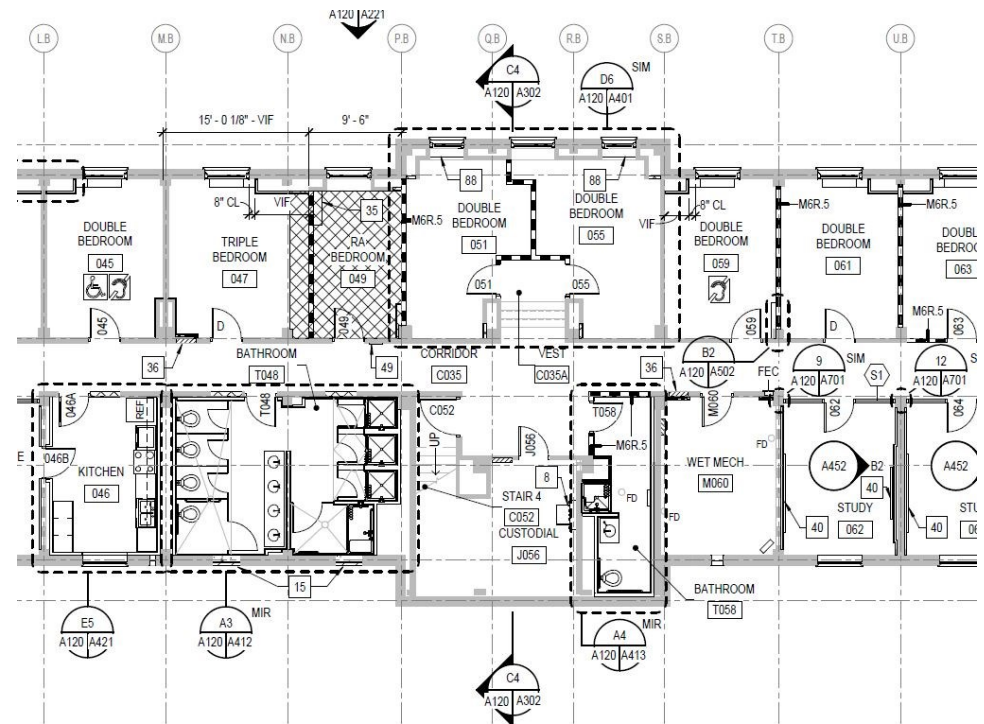 A120 A221
L.B
M.B
N.B
P.B
Q.B
R.B
S.B
T.B
U.B
C4
A120 A302
D6
A120 A401
SIM
15' - 0 1/8" - VIF
9' - 6"
88
88
8" CL
VIF
35
M6R.5
DOUBLE
BEDROOM
051
DOUBLE
BEDROOM
055
8" CL
VIF
M6R.5
M6R.5
DOUBLE
BEDROOM
045
TRIPLE
BEDROOM
047
RA
BEDROOM
049
DOUBLE
BEDROOM
059
DOUBLE
BEDROOM
061
063
051
055
045
D
049
059
D
063
M6R.5
36
BATHROOM
T048
49
CORRIDOR
C035
VEST
C035A
36
B2
A120 A502
FEC
9
A120 A701
SIM
S1
12
A120 A701
046A
REF
T048
C052
UP
J056
T058
M6R.5
M060
062
064
046B
E
KITCHEN
046
STAIR 4
C052
CUSTODIAL
J056
8
FD
FD
FD
WET MECH
M060
A452
B2
40
40
STUDY
062
A452
40
15
BATHROOM
T058
E5
A120 A421
A3
A120 A412
MIR
A4
A120 A413
MIR
C4
A120 A302